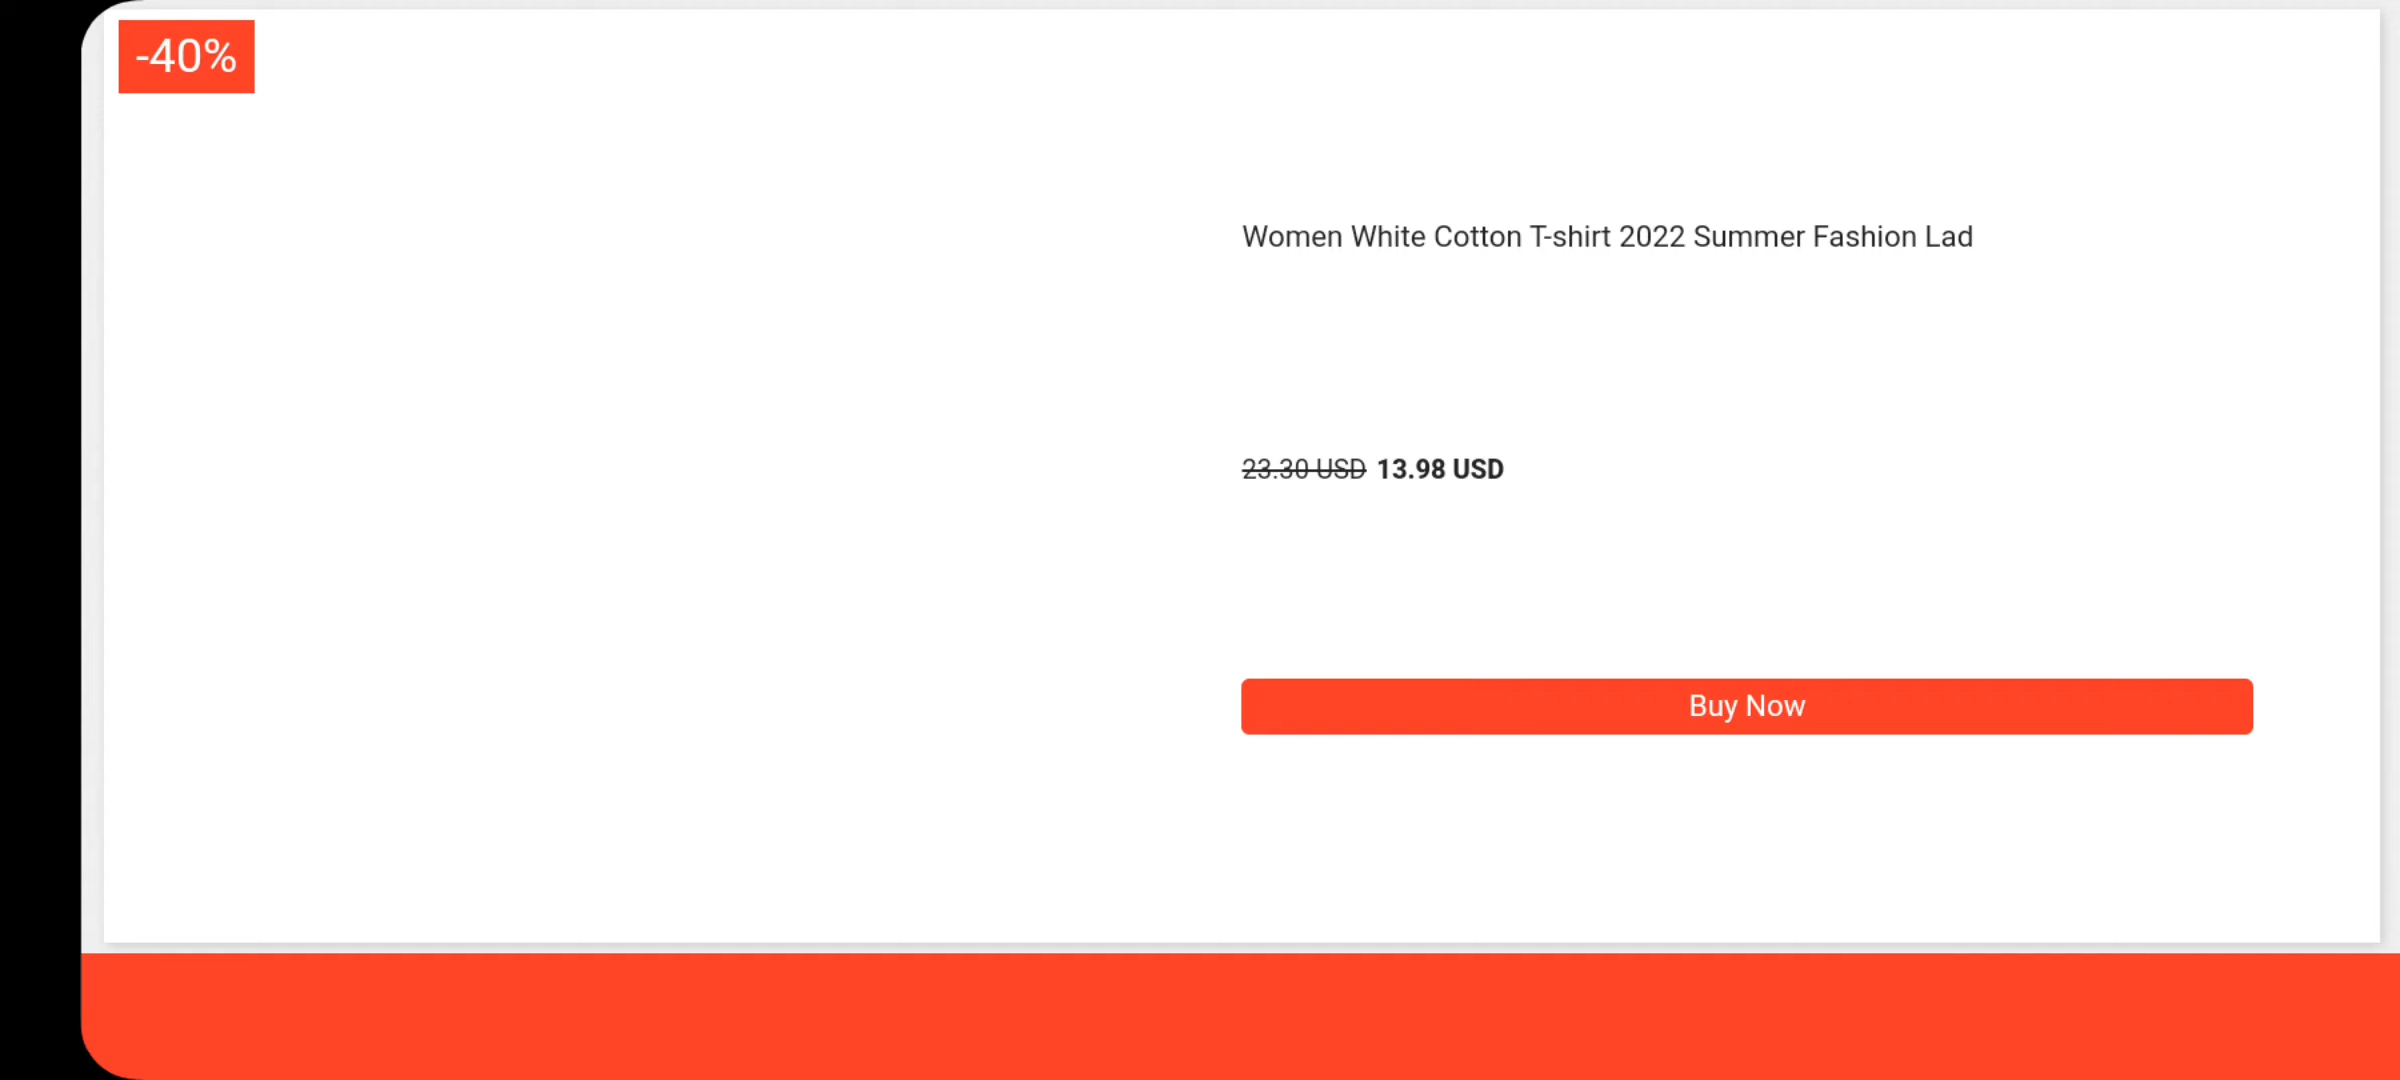 -40%
Women White Cotton T-shirt 2022 Summer Fashion Lad
23.30 USD 13.98 USD
Buy Now